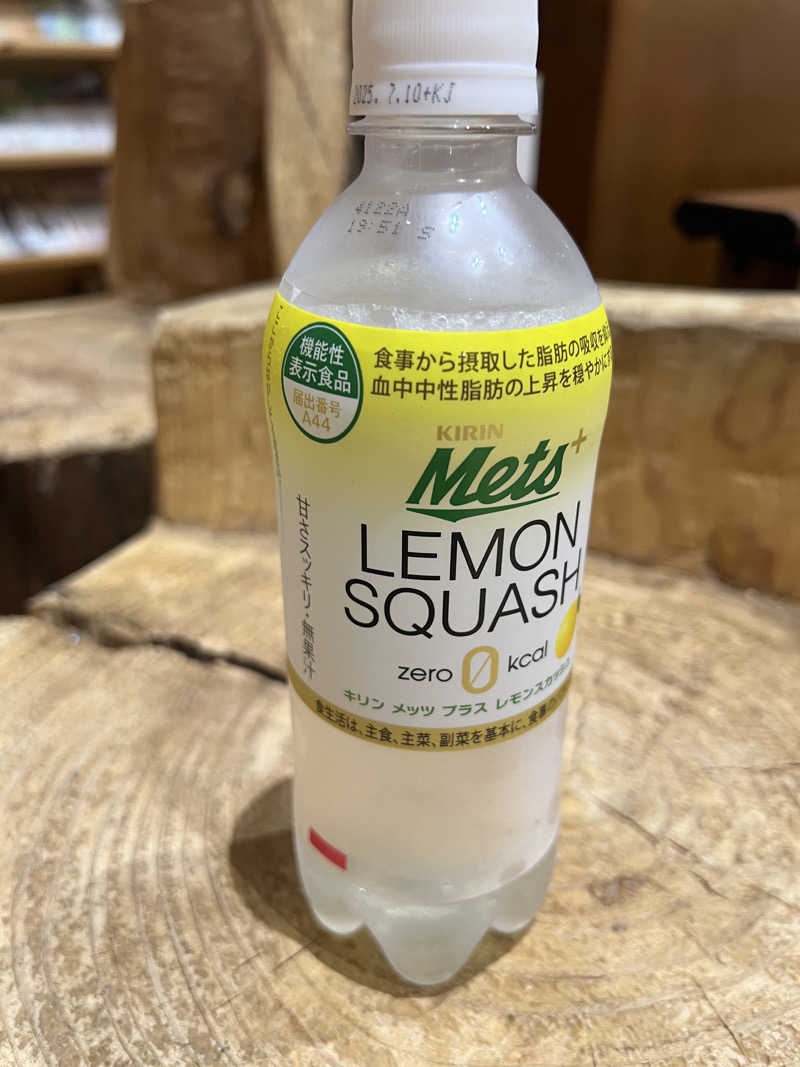 2025. 7.10+KJ
4122A
19:51 S
機能性
表示食品
届出番号
A44
食事から摂取した脂肪の吸収を
血中中性脂肪の上昇を穏やかに
KIRIN
Mets+
LEMON
SQUASH
zero 0 kcal
甘さスッキリ・無果汁
キリン メッツ プラス レモンスカッシュ
食生活は、主食、主菜、副菜を基本に、食事の